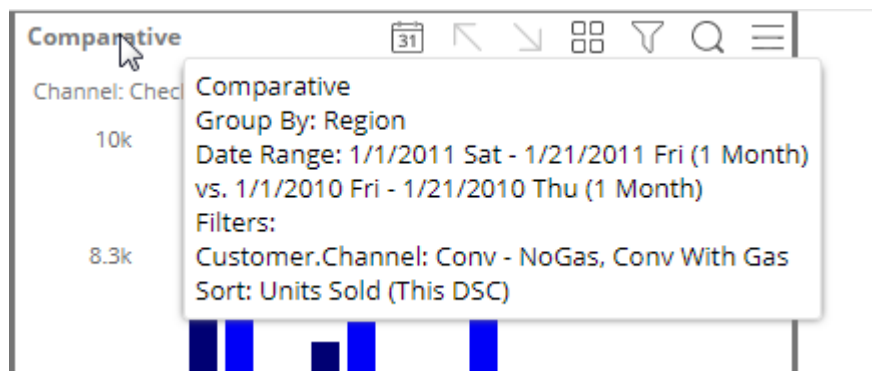 Comparative
31
Channel: Chec
Comparative
Group By: Region
Date Range: 1/1/2011 Sat - 1/21/2011 Fri (1 Month)
vs. 1/1/2010 Fri - 1/21/2010 Thu (1 Month)
Filters:
Customer.Channel: Conv - NoGas, Conv With Gas
Sort: Units Sold (This DSC)
10k
8.3k